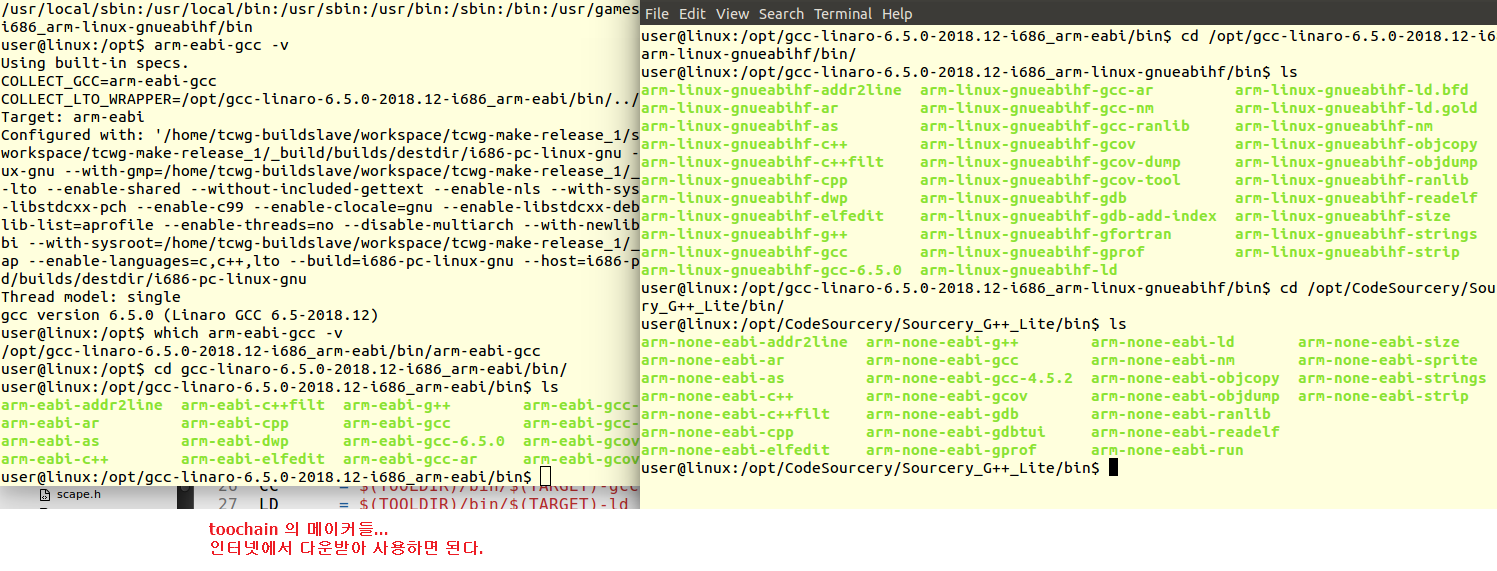 /usr/local/sbin:/usr/local/bin:/usr/sbin:/usr/bin:/sbin:/bin:/usr/games
i686_arm-linux-gnueabihf/bin
user@linux:/opt$ arm-eabi-gcc -v
Using built-in specs.
COLLECT_GCC=arm-eabi-gcc
COLLECT_LTO_WRAPPER=/opt/gcc-linaro-6.5.0-2018.12-i686_arm-eabi/bin/../
Target: arm-eabi
Configured with: '/home/tcwg-buildslave/workspace/tcwg-make-release_1/s
workspace/tcwg-make-release_1/_build/builds/destdir/i686-pc-linux-gnu -
ux-gnu --with-gmp=/home/tcwg-buildslave/workspace/tcwg-make-release_1/_
-lto --enable-shared --without-included-gettext --enable-nls --with-sys
-libstdcxx-pch --enable-c99 --enable-clocale=gnu --enable-libstdcxx-deb
lib-list=aprofile --enable-threads=no --disable-multiarch --with-newlib
bi --with-sysroot=/home/tcwg-buildslave/workspace/tcwg-make-release_1/_
ap --enable-languages=c,c++,lto --build=i686-pc-linux-gnu --host=i686-p
d/builds/destdir/i686-pc-linux-gnu
Thread model: single
gcc version 6.5.0 (Linaro GCC 6.5-2018.12)
user@linux:/opt$ which arm-eabi-gcc -v
/opt/gcc-linaro-6.5.0-2018.12-i686_arm-eabi/bin/arm-eabi-gcc
user@linux:/opt$ cd gcc-linaro-6.5.0-2018.12-i686_arm-eabi/bin/
user@linux:/opt/gcc-linaro-6.5.0-2018.12-i686_arm-eabi/bin$ ls
arm-eabi-addr2line arm-eabi-c++filt arm-eabi-g++ arm-eabi-gcc-
arm-eabi-ar arm-eabi-cpp arm-eabi-gcc arm-eabi-gcc-
arm-eabi-as arm-eabi-dwp arm-eabi-gcc-6.5.0 arm-eabi-gcov
arm-eabi-c++ arm-eabi-elfedit arm-eabi-gcc-ar arm-eabi-gcov
user@linux:/opt/gcc-linaro-6.5.0-2018.12-i686_arm-eabi/bin$
File Edit View Search Terminal Help
user@linux:/opt/gcc-linaro-6.5.0-2018.12-i686_arm-eabi/bin$ cd /opt/gcc-linaro-6.5.0-2018.12-i6
arm-linux-gnueabihf/bin/
user@linux:/opt/gcc-linaro-6.5.0-2018.12-i686_arm-linux-gnueabihf/bin$ ls
arm-linux-gnueabihf-addr2line arm-linux-gnueabihf-gcc-ar arm-linux-gnueabihf-ld.bfd
arm-linux-gnueabihf-ar arm-linux-gnueabihf-gcc-nm arm-linux-gnueabihf-ld.gold
arm-linux-gnueabihf-as arm-linux-gnueabihf-gcc-ranlib arm-linux-gnueabihf-nm
arm-linux-gnueabihf-c++ arm-linux-gnueabihf-gcov arm-linux-gnueabihf-objcopy
arm-linux-gnueabihf-c++filt arm-linux-gnueabihf-gcov-dump arm-linux-gnueabihf-objdump
arm-linux-gnueabihf-cpp arm-linux-gnueabihf-gcov-tool arm-linux-gnueabihf-ranlib
arm-linux-gnueabihf-dwp arm-linux-gnueabihf-gdb arm-linux-gnueabihf-readelf
arm-linux-gnueabihf-elfedit arm-linux-gnueabihf-gdb-add-index arm-linux-gnueabihf-size
arm-linux-gnueabihf-g++ arm-linux-gnueabihf-gfortran arm-linux-gnueabihf-strings
arm-linux-gnueabihf-gcc arm-linux-gnueabihf-gprof arm-linux-gnueabihf-strip
arm-linux-gnueabihf-gcc-6.5.0 arm-linux-gnueabihf-ld
user@linux:/opt/gcc-linaro-6.5.0-2018.12-i686_arm-linux-gnueabihf/bin$ cd /opt/CodeSourcery/Sou
ry_G++_Lite/bin/
user@linux:/opt/CodeSourcery/Sourcery_G++_Lite/bin$ ls
arm-none-eabi-addr2line arm-none-eabi-g++ arm-none-eabi-ld arm-none-eabi-size
arm-none-eabi-ar arm-none-eabi-gcc arm-none-eabi-nm arm-none-eabi-sprite
arm-none-eabi-as arm-none-eabi-gcc-4.5.2 arm-none-eabi-objcopy arm-none-eabi-strings
arm-none-eabi-c++ arm-none-eabi-gcov arm-none-eabi-objdump arm-none-eabi-strip
arm-none-eabi-c++filt arm-none-eabi-gdb arm-none-eabi-ranlib
arm-none-eabi-cpp arm-none-eabi-gdbtui arm-none-eabi-readelf
arm-none-eabi-elfedit arm-none-eabi-gprof arm-none-eabi-run
user@linux:/opt/CodeSourcery/Sourcery_G++_Lite/bin$
scape.h
= $(TOOLDIR)/bin/$(TARGET)-gcc
27 LD = $(TOOLDIR)/bin/$(TARGET)-ld
toochain 의 메이커들...
인터넷에서 다운받아 사용하면 된다.